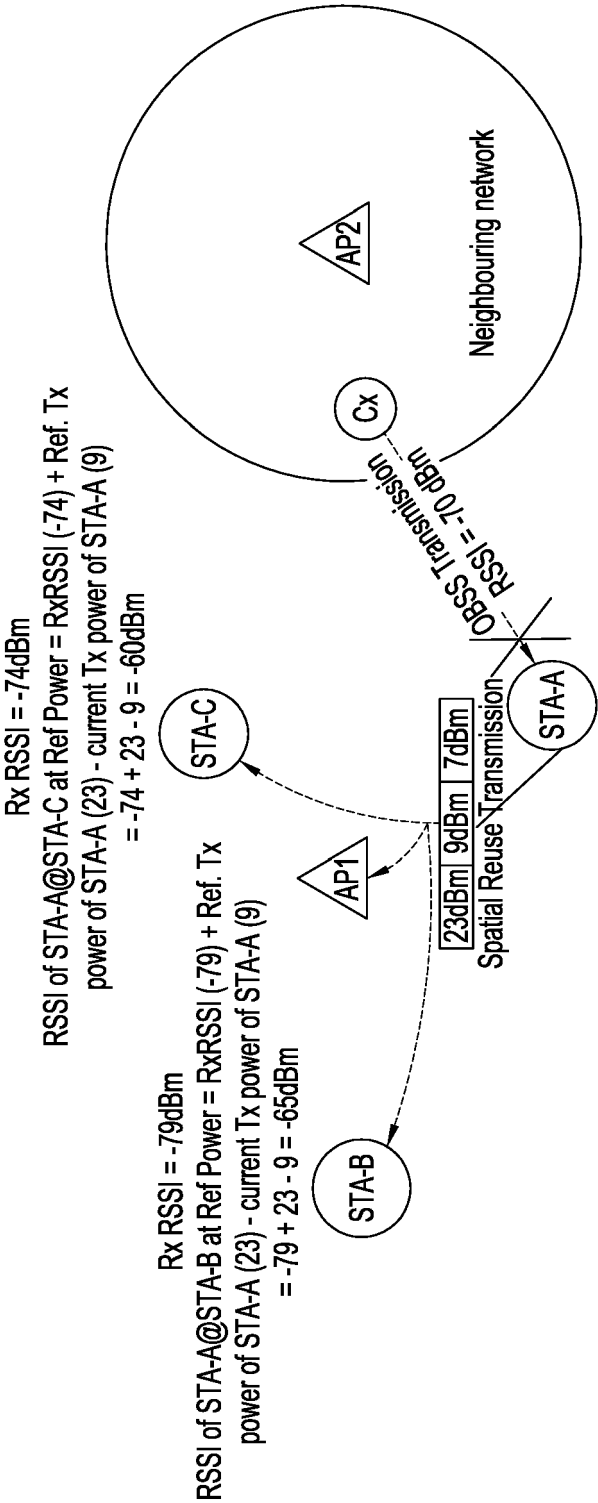 Rx RSSI = -74dBm
RSSI of STA-A@STA-C at Ref Power = RxRSSI (-74) + Ref. Tx
power of STA-A (23) - current Tx power of STA-A (9)
= -74 + 23 - 9 = -60dBm
Rx RSSI = -79dBm
RSSI of STA-A@STA-B at Ref Power = RxRSSI (-79) + Ref. Tx
power of STA-A (23) - current Tx power of STA-A (9)
= -79 + 23 - 9 = -65dBm
STA-C
AP1
STA-B
23dBm 9dBm 7dBm
Spatial Reuse Transmission
STA-A
OBSS Transmission
RSSI = -70 dBm
Cx
AP2
Neighbouring network